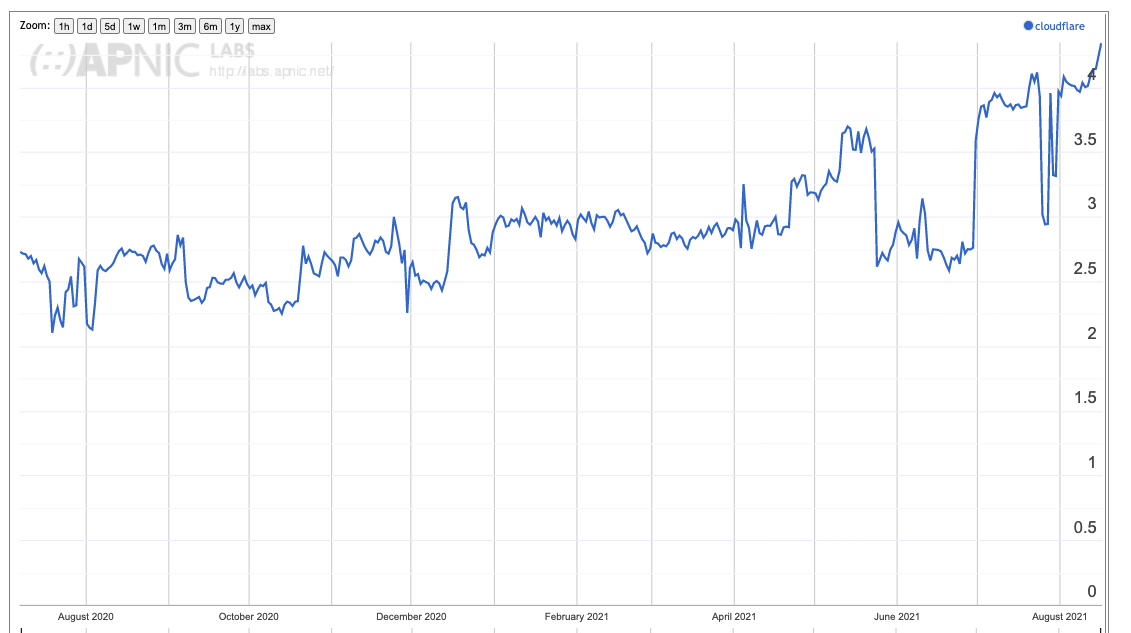 Zoom: 1h 1d 5d 1w 1m 3m 6m 1y max
cloudflare
(::)APNIC LABS
http://labs.apnic.net/
4
3.5
3
2.5
2
1.5
1
0.5
0
August 2020 October 2020 December 2020 February 2021 April 2021 June 2021 August 2021